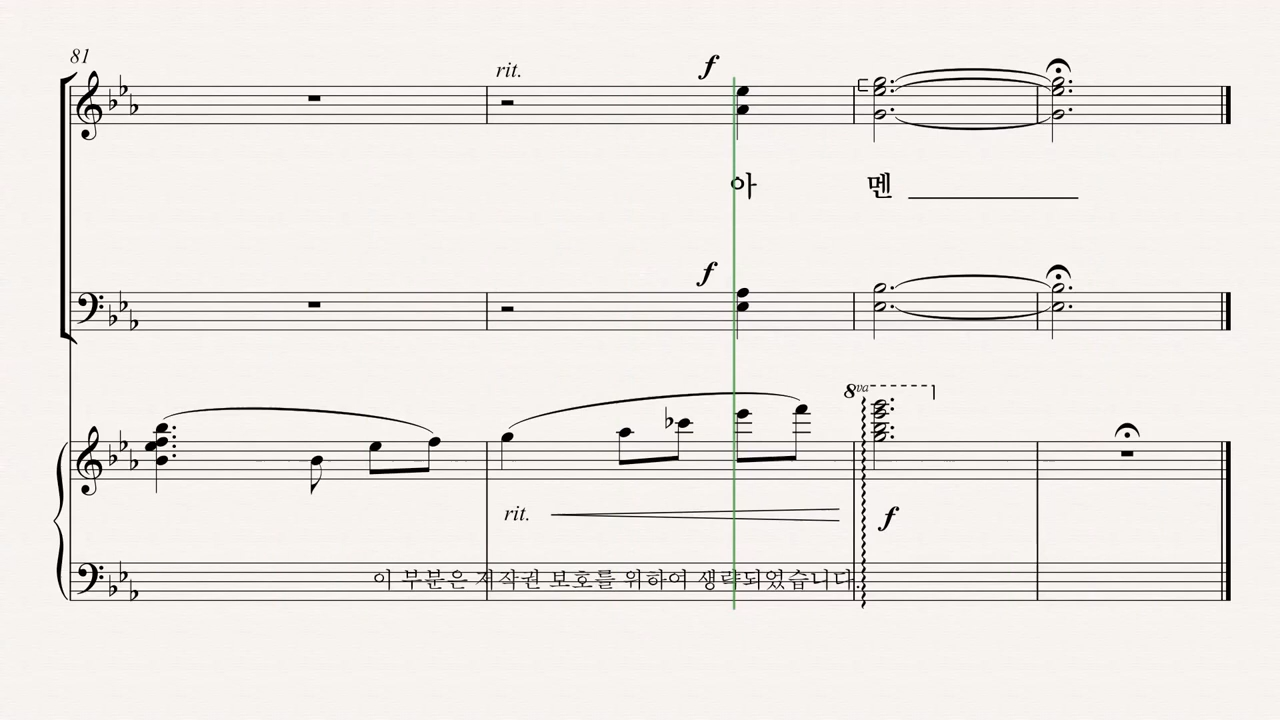 81
rit. f
아 멘
f
8va
rit. f
이 부분은 저작권 보호를 위하여 생략되었습니다.